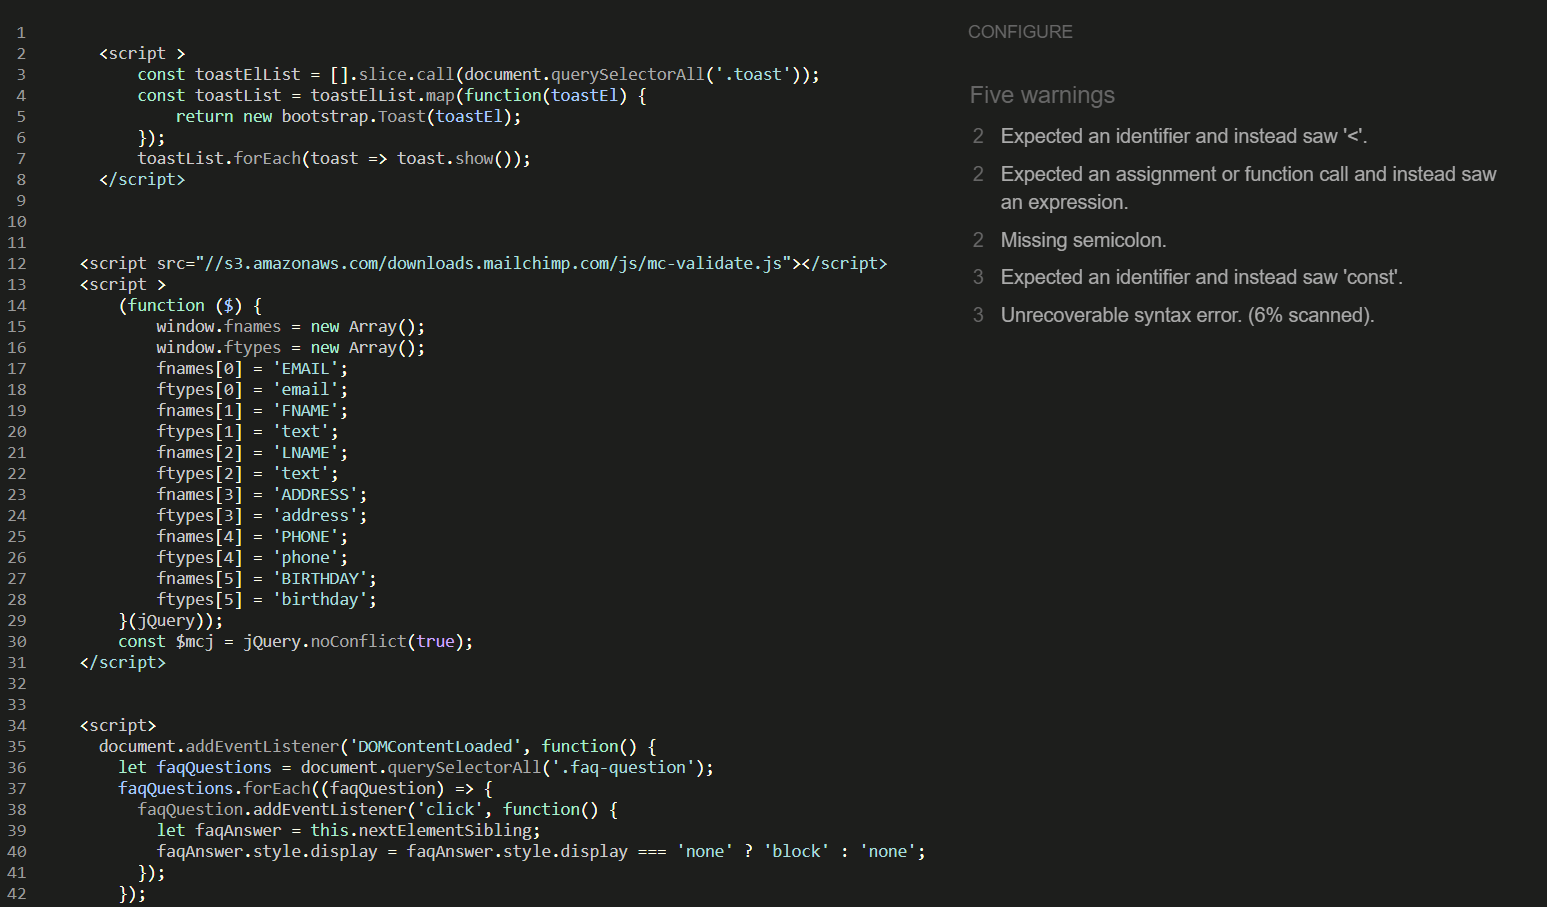 1
2 <script >
3 const toastElList = [].slice.call(document.querySelectorAll('.toast'));
4 const toastList = toastElList.map(function(toastEl) {
5 return new bootstrap.Toast(toastEl);
6 });
7 toastList.forEach(toast => toast.show());
8 </script>
9
10
11
12 <script src="//s3.amazonaws.com/downloads.mailchimp.com/js/mc-validate.js"></script>
13 <script >
14 (function ($) {
15 window.fnames = new Array();
16 window.ftypes = new Array();
17 fnames[0] = 'EMAIL';
18 ftypes[0] = 'email';
19 fnames[1] = 'FNAME';
20 ftypes[1] = 'text';
21 fnames[2] = 'LNAME';
22 ftypes[2] = 'text';
23 fnames[3] = 'ADDRESS';
24 ftypes[3] = 'address';
25 fnames[4] = 'PHONE';
26 ftypes[4] = 'phone';
27 fnames[5] = 'BIRTHDAY';
28 ftypes[5] = 'birthday';
29 }(jQuery));
30 const $mcj = jQuery.noConflict(true);
31 </script>
32
33
34 <script>
35 document.addEventListener('DOMContentLoaded', function() {
36 let faqQuestions = document.querySelectorAll('.faq-question');
37 faqQuestions.forEach((faqQuestion) => {
38 faqQuestion.addEventListener('click', function() {
39 let faqAnswer = this.nextElementSibling;
40 faqAnswer.style.display = faqAnswer.style.display === 'none' ? 'block' : 'none';
41 });
42 });
CONFIGURE
Five warnings
2 Expected an identifier and instead saw '<'.
2 Expected an assignment or function call and instead saw
an expression.
2 Missing semicolon.
3 Expected an identifier and instead saw 'const'.
3 Unrecoverable syntax error. (6% scanned).